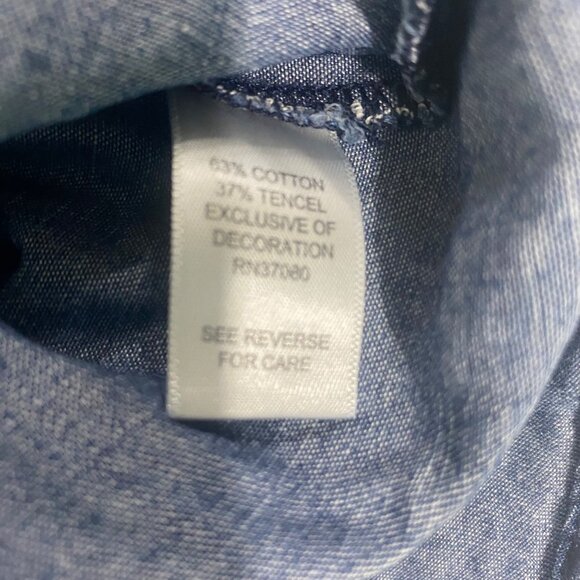 63% COTTON
37% TENCEL
EXCLUSIVE OF
DECORATION
RN37080
SEE REVERSE
FOR CARE